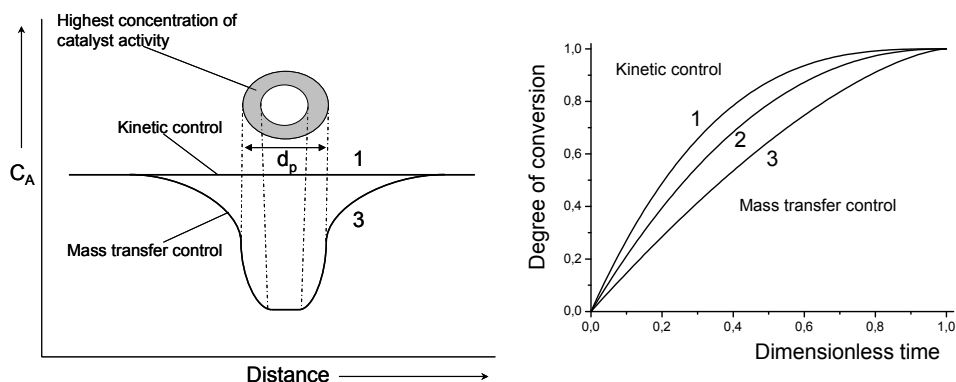 Highest concentration of
catalyst activity
Kinetic control
1
d_p
C_A
3
Mass transfer control
Distance
1,0
0,8
0,6
0,4
0,2
0,0
Degree of conversion
Kinetic control
1
2
3
Mass transfer control
0,0 0,2 0,4 0,6 0,8 1,0
Dimensionless time